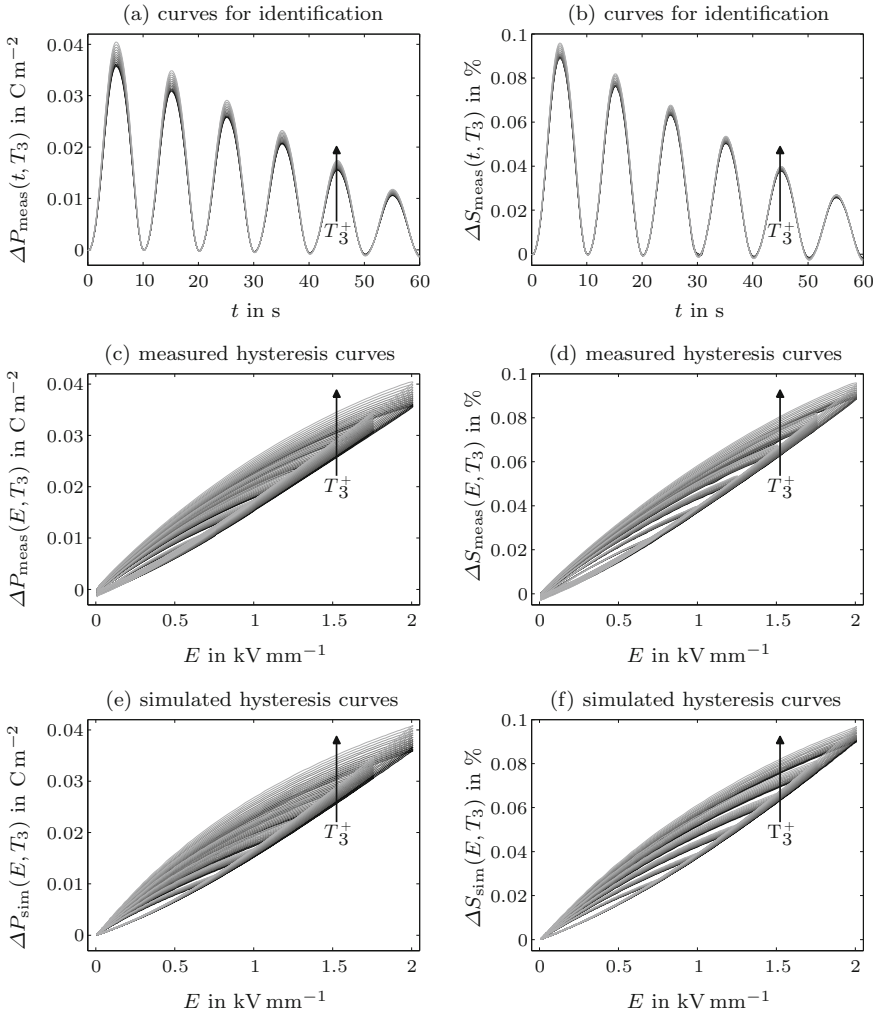 (a) curves for identification
ΔP_meas(t, T_3) in C m^−2
0.04
0.03
0.02
0.01
0
T_3^+
0 10 20 30 40 50 60
t in s
(b) curves for identification
ΔS_meas(t, T_3) in %
0.1
0.08
0.06
0.04
0.02
0
T_3^+
0 10 20 30 40 50 60
t in s
(c) measured hysteresis curves
ΔP_meas(E, T_3) in C m^−2
0.04
0.03
0.02
0.01
0
T_3^+
0 0.5 1 1.5 2
E in kV mm^−1
(d) measured hysteresis curves
ΔS_meas(E, T_3) in %
0.1
0.08
0.06
0.04
0.02
0
T_3^+
0 0.5 1 1.5 2
E in kV mm^−1
(e) simulated hysteresis curves
ΔP_sim(E, T_3) in C m^−2
0.04
0.03
0.02
0.01
0
T_3^+
0 0.5 1 1.5 2
E in kV mm^−1
(f) simulated hysteresis curves
ΔS_sim(E, T_3) in %
0.1
0.08
0.06
0.04
0.02
0
T_3^+
0 0.5 1 1.5 2
E in kV mm^−1